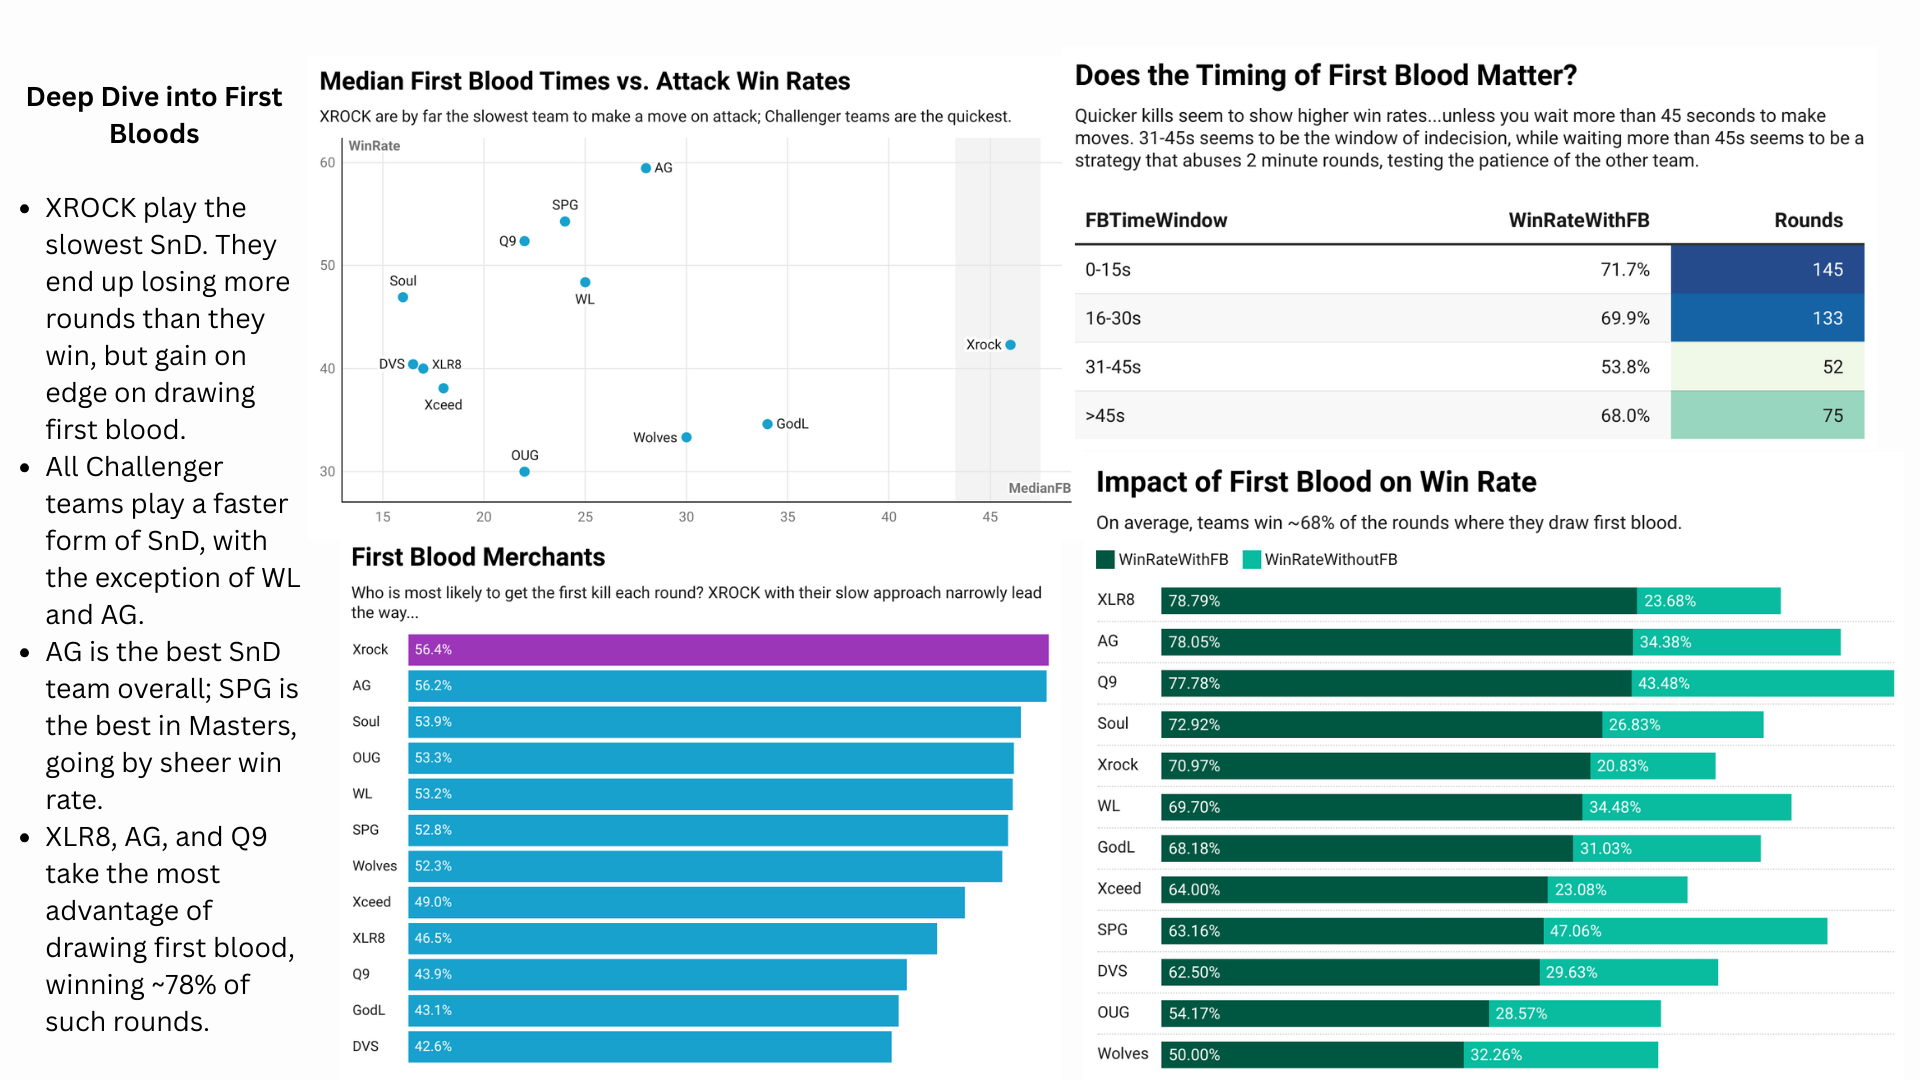 Deep Dive into First
Bloods
• XROCK play the
slowest SnD. They
end up losing more
rounds than they
win, but gain on
edge on drawing
first blood.
• All Challenger
teams play a faster
form of SnD, with
the exception of WL
and AG.
• AG is the best SnD
team overall; SPG is
the best in Masters,
going by sheer win
rate.
• XLR8, AG, and Q9
take the most
advantage of
drawing first blood,
winning ~78% of
such rounds.
Median First Blood Times vs. Attack Win Rates
XROCK are by far the slowest team to make a move on attack; Challenger teams are the quickest.
WinRate
60
50
40
30
AG
SPG
Q9
Soul
WL
Xrock
DVS
XLR8
Xceed
GodL
Wolves
OUG
MedianFB
15 20 25 30 35 40 45
First Blood Merchants
Who is most likely to get the first kill each round? XROCK with their slow approach narrowly lead
the way...
Xrock 56.4%
AG 56.2%
Soul 53.9%
OUG 53.3%
WL 53.2%
SPG 52.8%
Wolves 52.3%
Xceed 49.0%
XLR8 46.5%
Q9 43.9%
GodL 43.1%
DVS 42.6%
Does the Timing of First Blood Matter?
Quicker kills seem to show higher win rates...unless you wait more than 45 seconds to make
moves. 31-45s seems to be the window of indecision, while waiting more than 45s seems to be a
strategy that abuses 2 minute rounds, testing the patience of the other team.
FBTimeWindow WinRateWithFB Rounds
0-15s 71.7% 145
16-30s 69.9% 133
31-45s 53.8% 52
>45s 68.0% 75
Impact of First Blood on Win Rate
On average, teams win ~68% of the rounds where they draw first blood.
WinRateWithFB WinRateWithoutFB
XLR8 78.79% 23.68%
AG 78.05% 34.38%
Q9 77.78% 43.48%
Soul 72.92% 26.83%
Xrock 70.97% 20.83%
WL 69.70% 34.48%
GodL 68.18% 31.03%
Xceed 64.00% 23.08%
SPG 63.16% 47.06%
DVS 62.50% 29.63%
OUG 54.17% 28.57%
Wolves 50.00% 32.26%